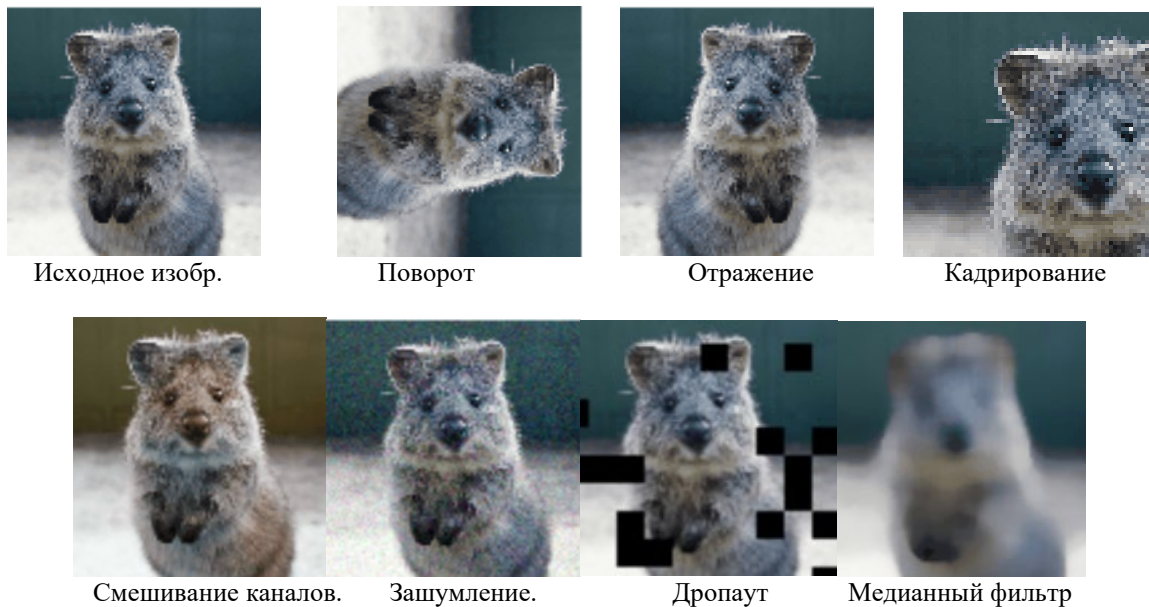 Исходное изобр.
Поворот
Отражение
Кадрирование
Смешивание каналов.
Зашумление.
Дропаут
Медианный фильтр